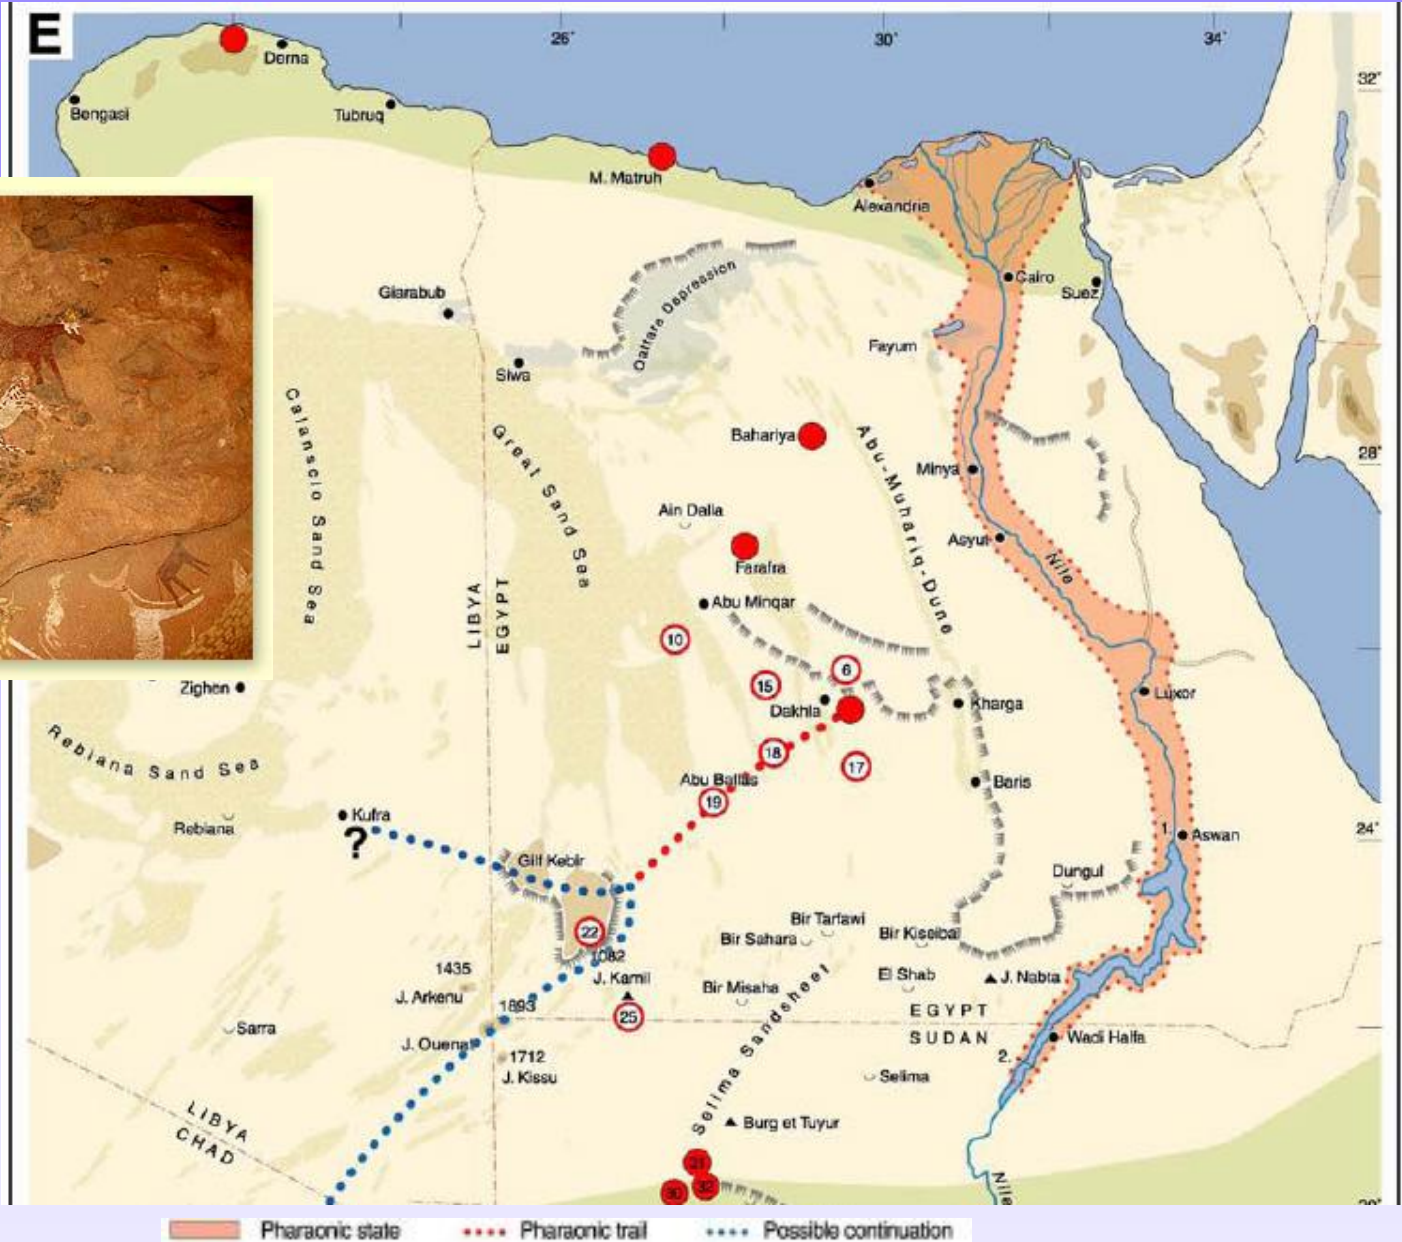 E
26°
30°
34°
32°
Derna
Bengasi
Tubruq
M. Matruh
Alexandria
Cairo
Suez
Giarabub
Qattara Depression
Fayum
Siwa
Calanscio Sand Sea
Great Sand Sea
Bahariya
Abu-Muhariq-Dune
Minya
28°
Ain Dalla
Asyut
Nile
Farafra
LIBYA
EGYPT
Abu Minqar
10
6
15
Zighen
Dakhla
Kharga
Luxor
Rebiana Sand Sea
18
17
Abu Ballas
Baris
19
Kufra
?
Rebiana
1.
Aswan
24°
Gilf Kebir
Dungul
22
Bir Tarfawi
Bir Sahara
Bir Kiseiba
1082
1435
J. Kamil
El Shab
J. Nabta
J. Arkenu
Bir Misaha
1893
25
EGYPT
SUDAN
Sarra
J. Ouenat
Wadi Halfa
2.
1712
J. Kissu
Selima Sandsheet
Selima
LIBYA
CHAD
Burg et Tuyur
31
30
32
Nile
Pharaonic state
Pharaonic trail
Possible continuation